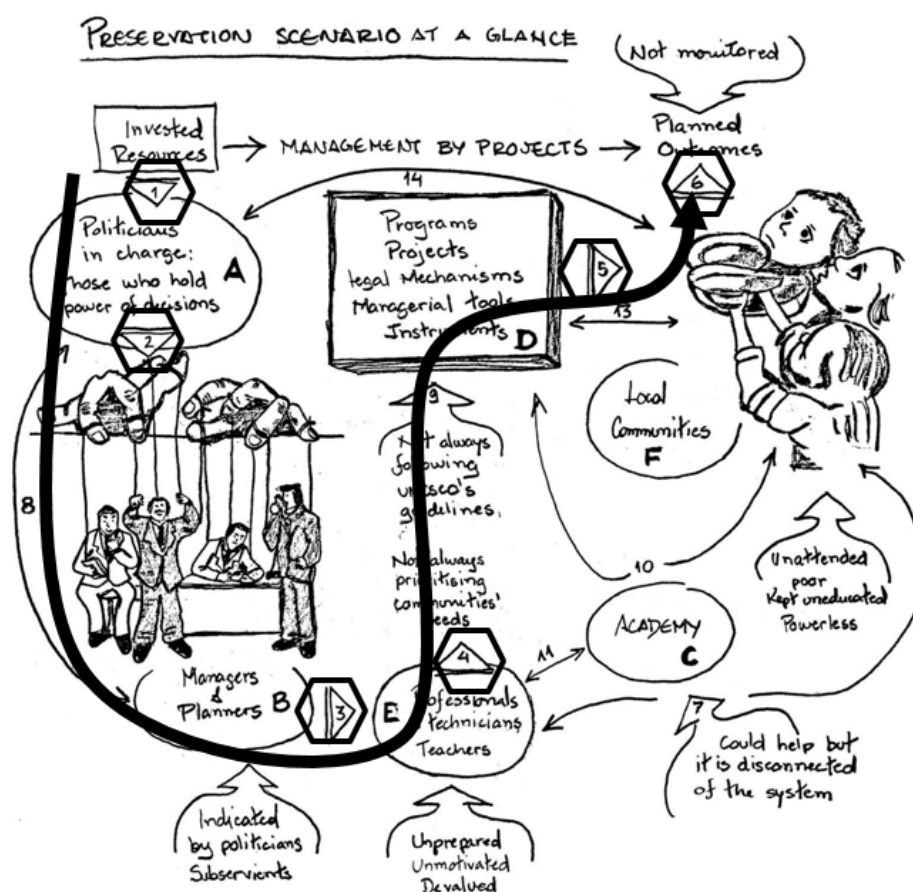 PRESERVATION SCENARIO AT A GLANCE
Not monitored
Invested
Resources
MANAGEMENT BY PROJECTS
Planned
Outcomes
1
14
6
Politicians
in charge:
those who hold
power of decisions
A
2
Programs
Projects
Legal Mechanisms
Managerial tools
Instruments
D
5
13
Local
Communities
F
9
Not always
following
UNESCO's
guidelines.
Not always
prioritising
communities'
needs
8
10
Unattended
poor
Kept uneducated
Powerless
ACADEMY
C
11
4
Managers
&
Planners
B
3
E
Professionals
Technicians
Teachers
7
Could help but
it is disconnected
of the system
Indicated
by politicians
Subservients
Unprepared
Unmotivated
Devalued